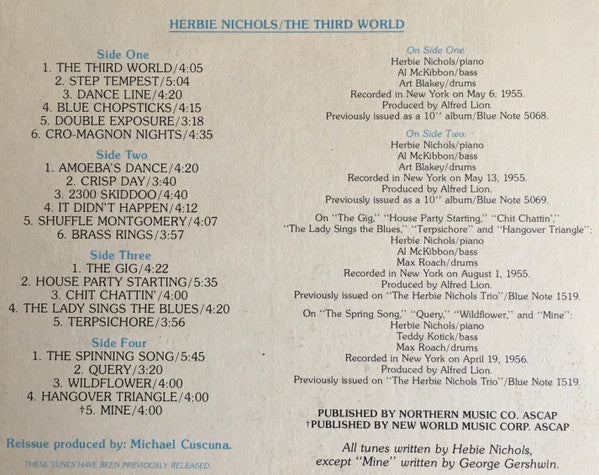 HERBIE NICHOLS/THE THIRD WORLD
Side One
1. THE THIRD WORLD/4:05
2. STEP TEMPEST/5:04
3. DANCE LINE/4:20
4. BLUE CHOPSTICKS/4:15
5. DOUBLE EXPOSURE/3:18
6. CRO-MAGNON NIGHTS/4:35
Side Two
1. AMOEBA'S DANCE/4:20
2. CRISP DAY/3:40
3. 2300 SKIDDOO/4:20
4. IT DIDN'T HAPPEN/4:12
5. SHUFFLE MONTGOMERY/4:07
6. BRASS RINGS/3:57
Side Three
1. THE GIG/4:22
2. HOUSE PARTY STARTING/5:35
3. CHIT CHATTIN'/4:00
4. THE LADY SINGS THE BLUES/4:20
5. TERPSICHORE/3:56
Side Four
1. THE SPINNING SONG/5:45
2. QUERY/3:20
3. WILDFLOWER/4:00
4. HANGOVER TRIANGLE/4:00
†5. MINE/4:00
Reissue produced by: Michael Cuscuna.
THESE TUNES HAVE BEEN PREVIOUSLY RELEASED.
On Side One:
Herbie Nichols/piano
Al McKibbon/bass
Art Blakey/drums
Recorded in New York on May 6, 1955.
Produced by Alfred Lion.
Previously issued as a 10" album/Blue Note 5068.
On Side Two:
Herbie Nichols/piano
Al McKibbon/bass
Art Blakey/drums
Recorded in New York on May 13, 1955.
Produced by Alfred Lion.
Previously issued as a 10" album/Blue Note 5069.
On "The Gig," "House Party Starting," "Chit Chattin'," 
"The Lady Sings the Blues," "Terpsichore" and "Hangover Triangle":
Herbie Nichols/piano
Al McKibbon/bass
Max Roach/drums
Recorded in New York on August 1, 1955.
Produced by Alfred Lion.
Previously issued on "The Herbie Nichols Trio"/Blue Note 1519.
On "The Spring Song," "Query," "Wildflower," and "Mine":
Herbie Nichols/piano
Teddy Kotick/bass
Max Roach/drums
Recorded in New York on April 19, 1956.
Produced by Alfred Lion.
Previously issued on "The Herbie Nichols Trio"/Blue Note 1519.
PUBLISHED BY NORTHERN MUSIC CO. ASCAP
†PUBLISHED BY NEW WORLD MUSIC CORP. ASCAP
All tunes written by Hebie Nichols,
except "Mine" written by George Gershwin.